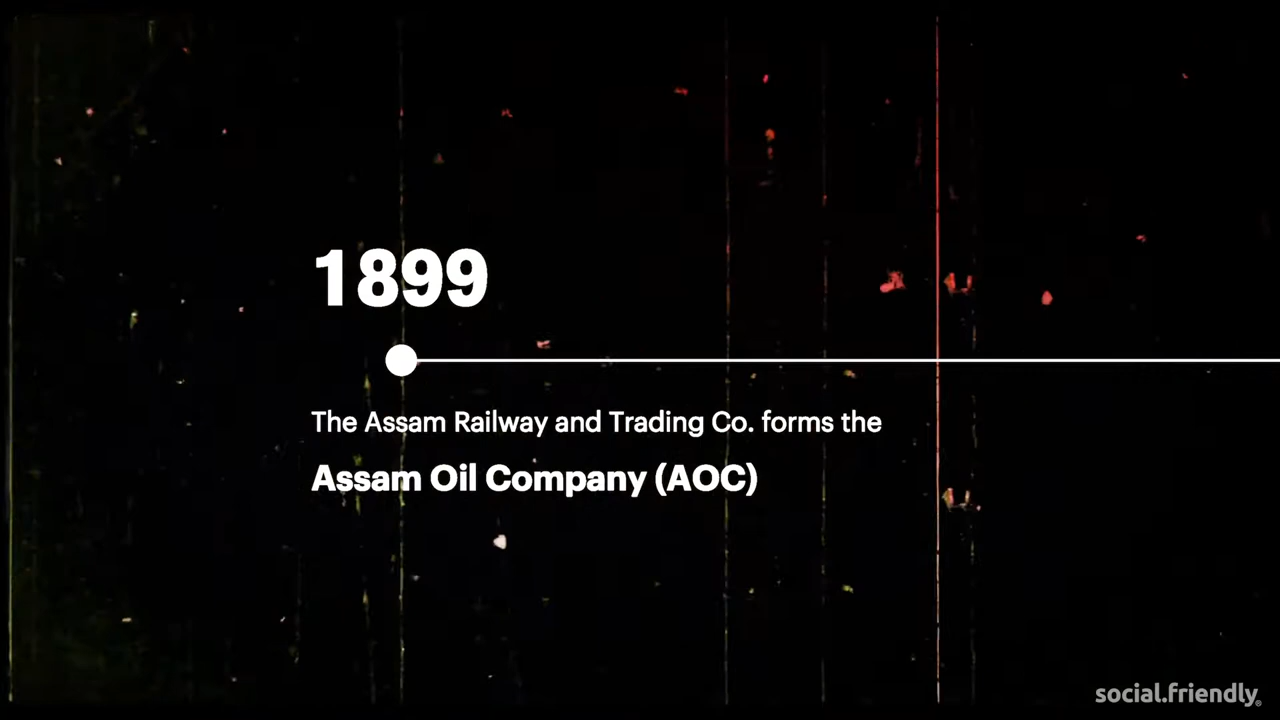 1899
The Assam Railway and Trading Co. forms the
Assam Oil Company (AOC)
social.friendly®